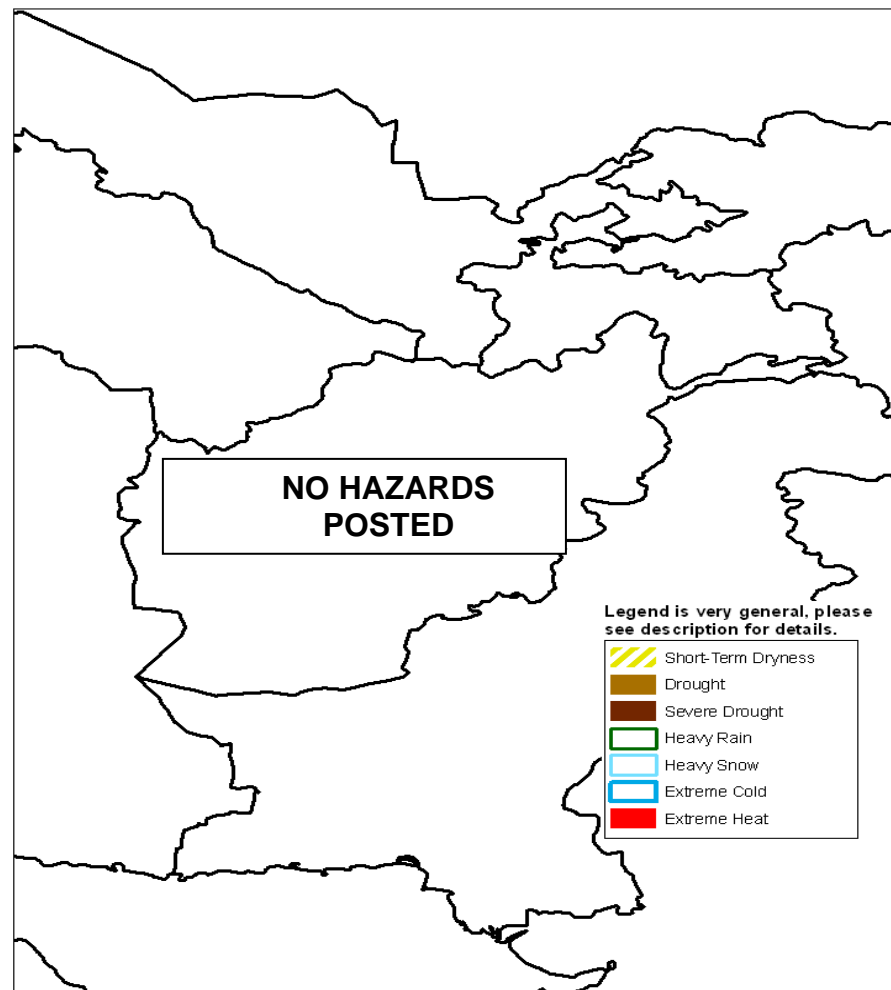 NO HAZARDS
POSTED
Legend is very general, please
see description for details.
Short-Term Dryness
Drought
Severe Drought
Heavy Rain
Heavy Snow
Extreme Cold
Extreme Heat